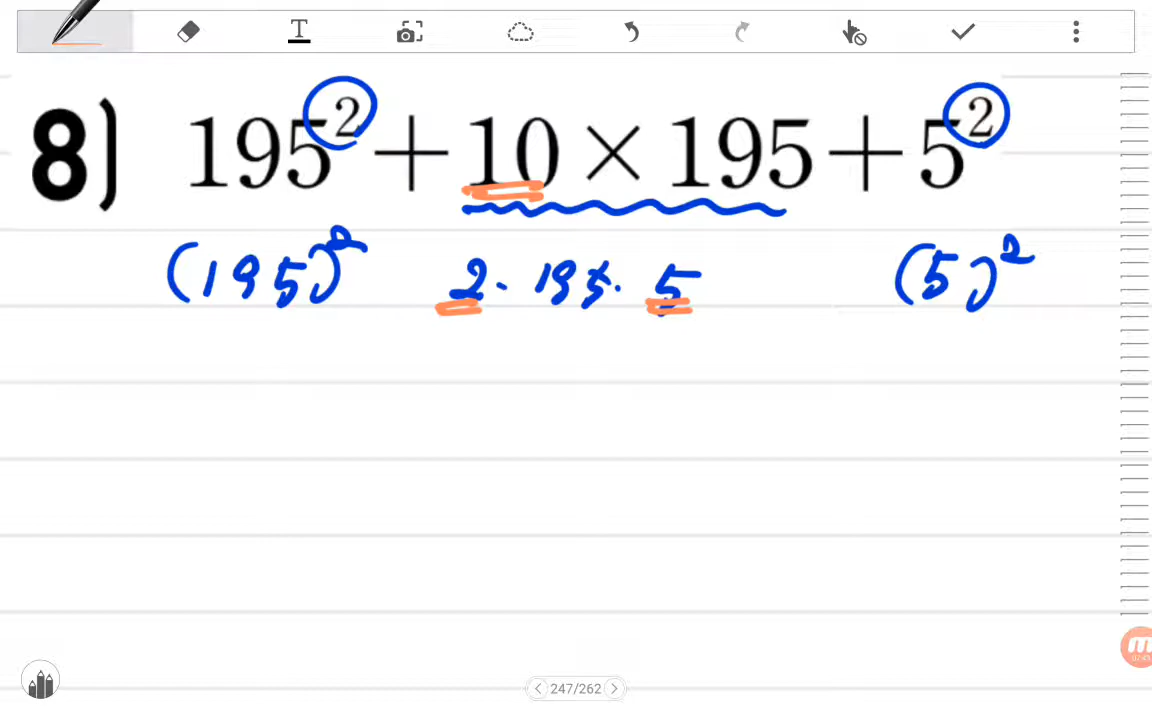 T
8) 195² + 10 × 195 + 5²
(195)² 2 · 195 · 5 (5)²
247/262